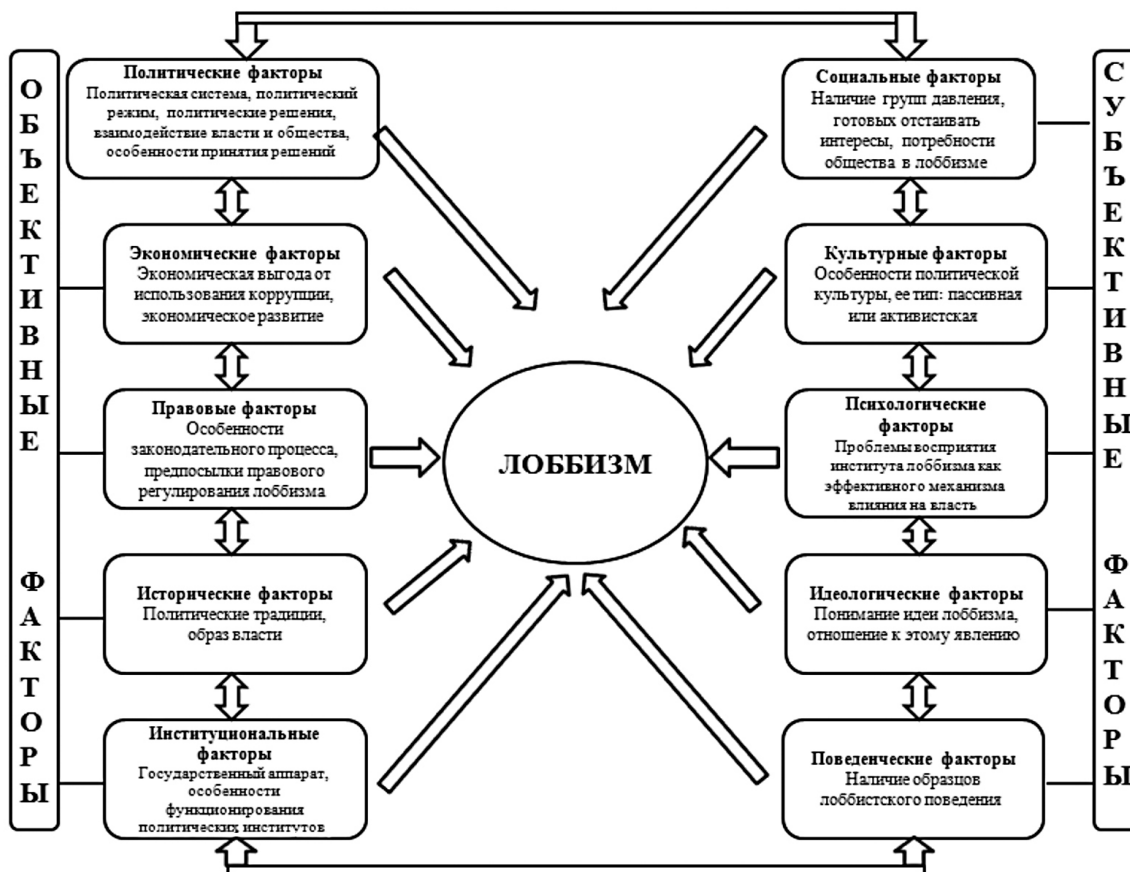 ОБЪЕКТИВНЫЕ ФАКТОРЫ
Политические факторы
Политическая система, политический
режим, политические решения,
взаимодействие власти и общества,
особенности принятия решений
Экономические факторы
Экономическая выгода от
использования коррупции,
экономическое развитие
Правовые факторы
Особенности
законодательного процесса,
предпосылки правового
регулирования лоббизма
Исторические факторы
Политические традиции,
образ власти
Институциональные
факторы
Государственный аппарат,
особенности
функционирования
политических институтов
ЛОББИЗМ
Социальные факторы
Наличие групп давления,
готовых отстаивать
интересы, потребности
общества в лоббизме
Культурные факторы
Особенности политической
культуры, ее тип: пассивная
или активистская
Психологические
факторы
Проблемы восприятия
института лоббизма как
эффективного механизма
влияния на власть
Идеологические факторы
Понимание идеи лоббизма,
отношение к этому явлению
Поведенческие факторы
Наличие образцов
лоббистского поведения
СУБЪЕКТИВНЫЕ ФАКТОРЫ